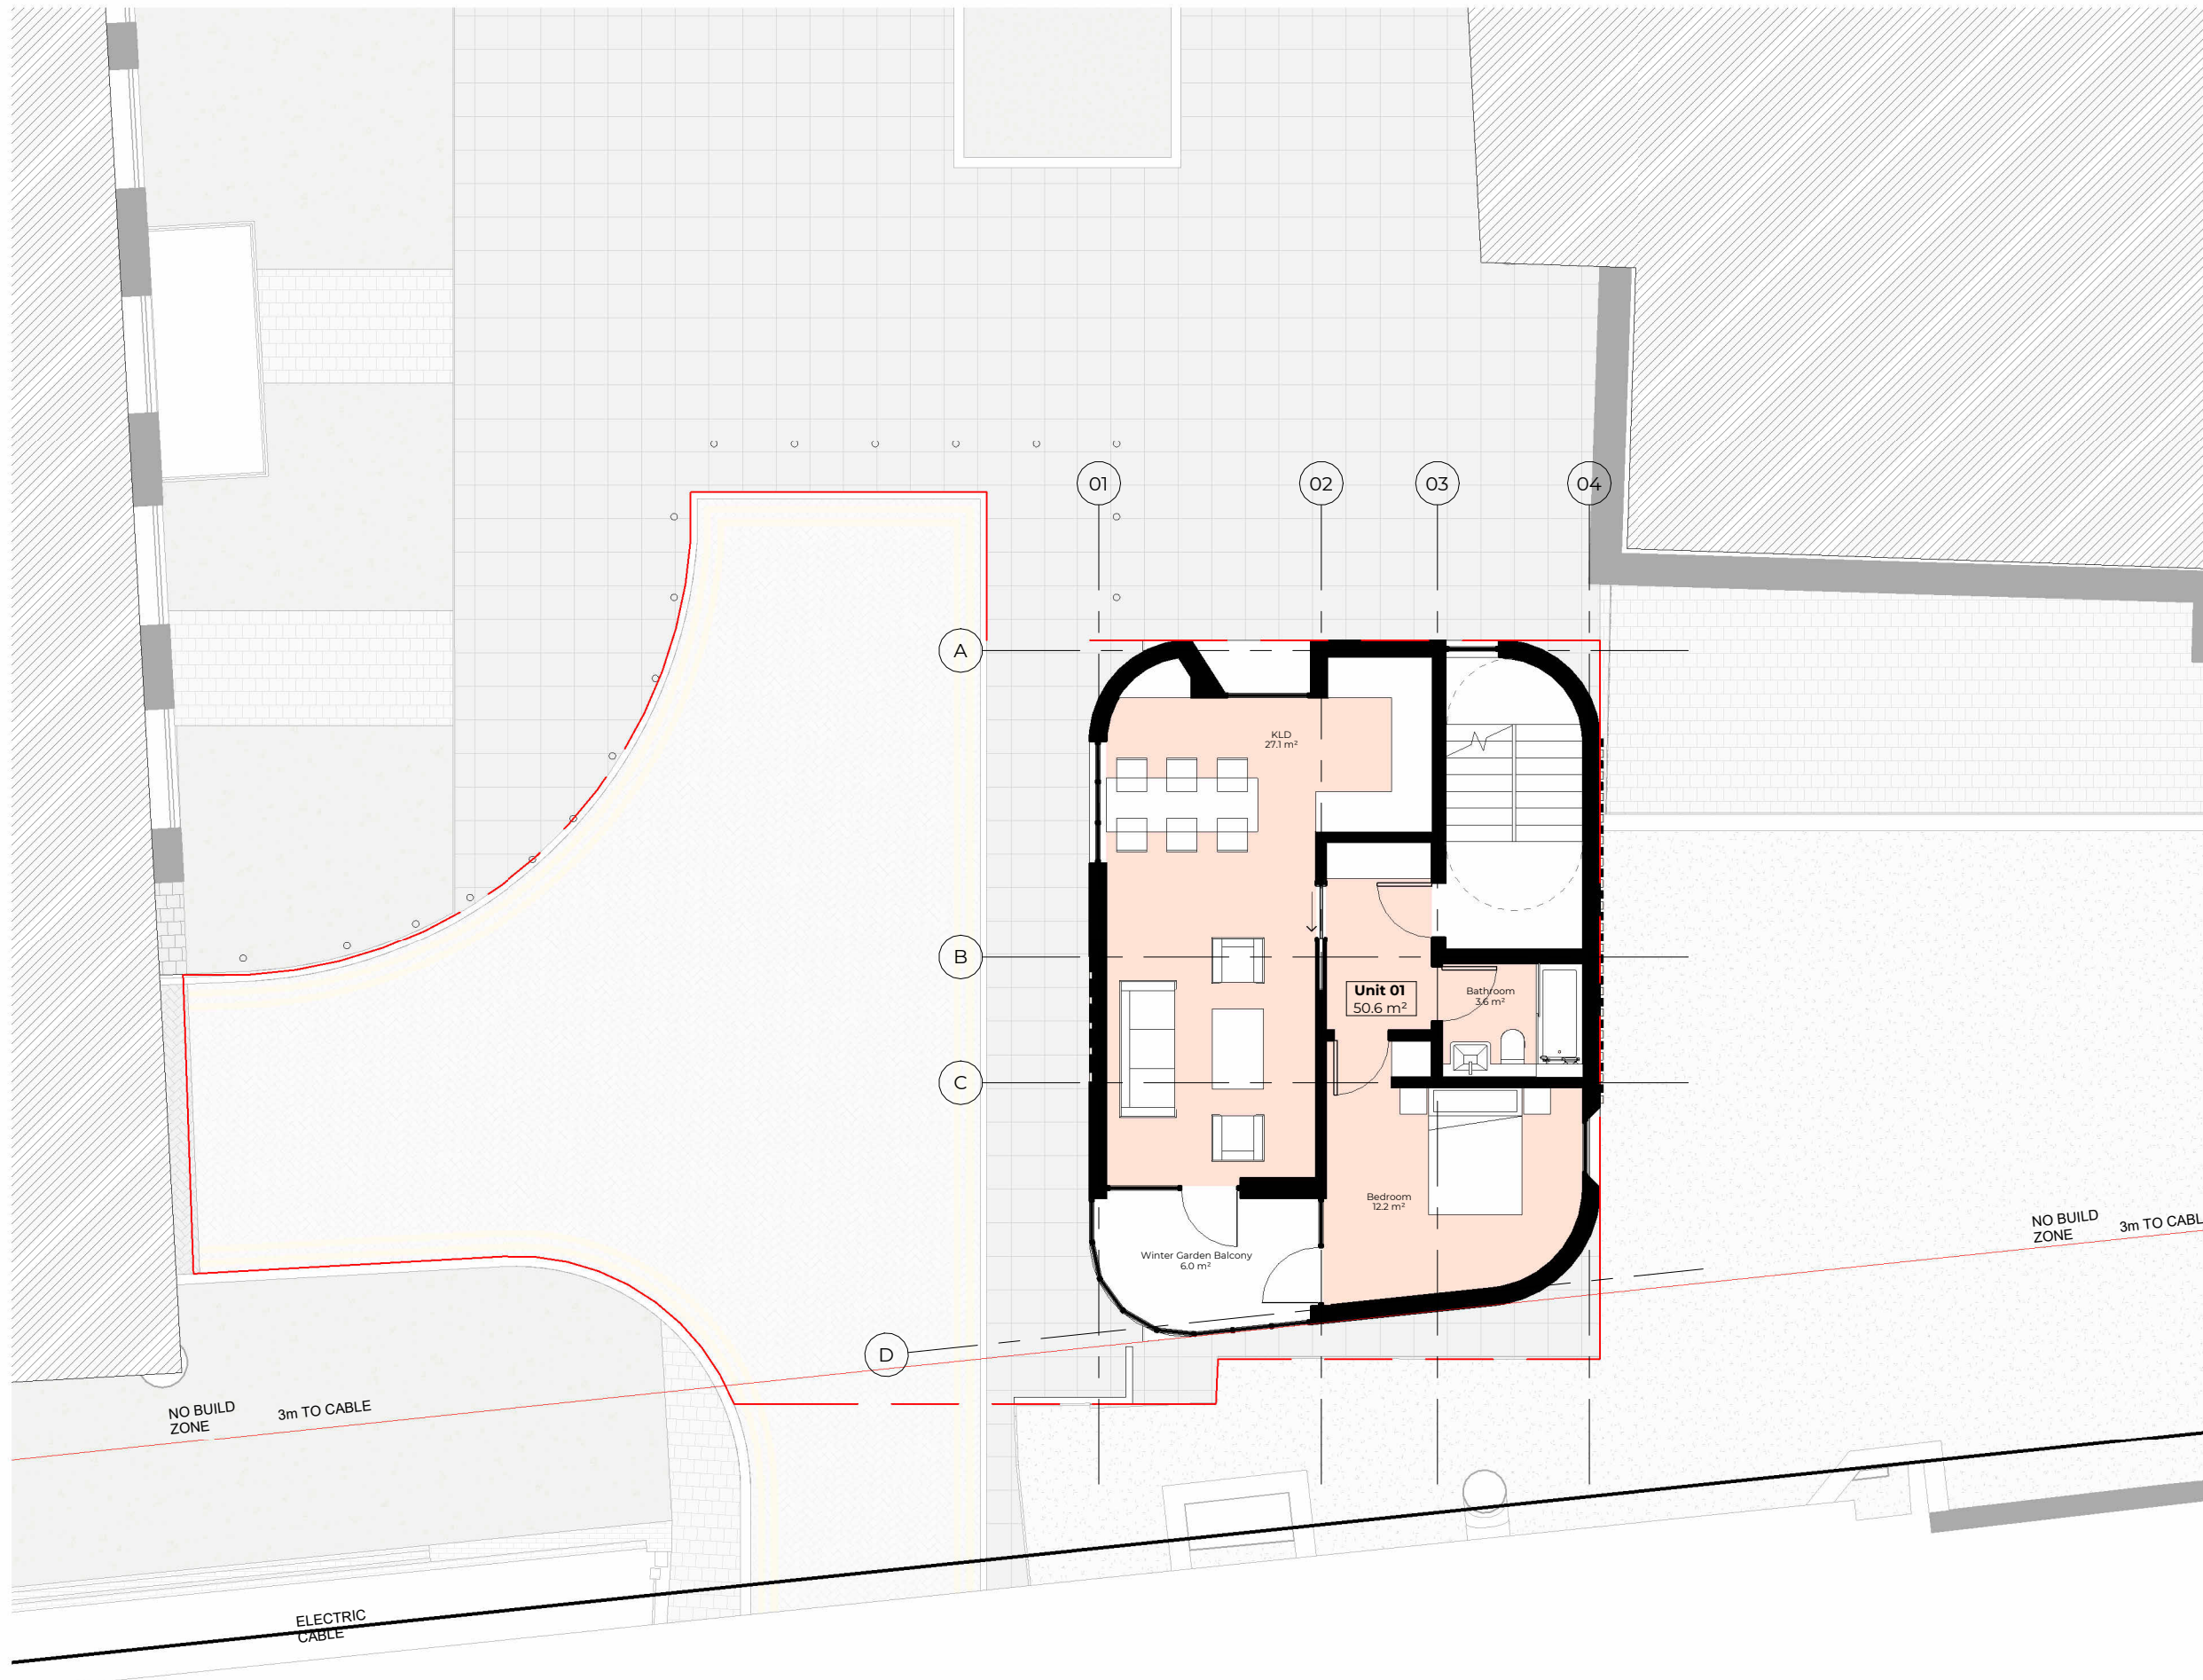 01
02
03
04
A
KLD
27.1 m²
B
Unit 01
50.6 m²
Bathroom
3.6 m²
C
Bedroom
12.2 m²
Winter Garden Balcony
6.0 m²
D
NO BUILD
ZONE
3m TO CABL
NO BUILD
ZONE
3m TO CABLE
ELECTRIC
CABLE